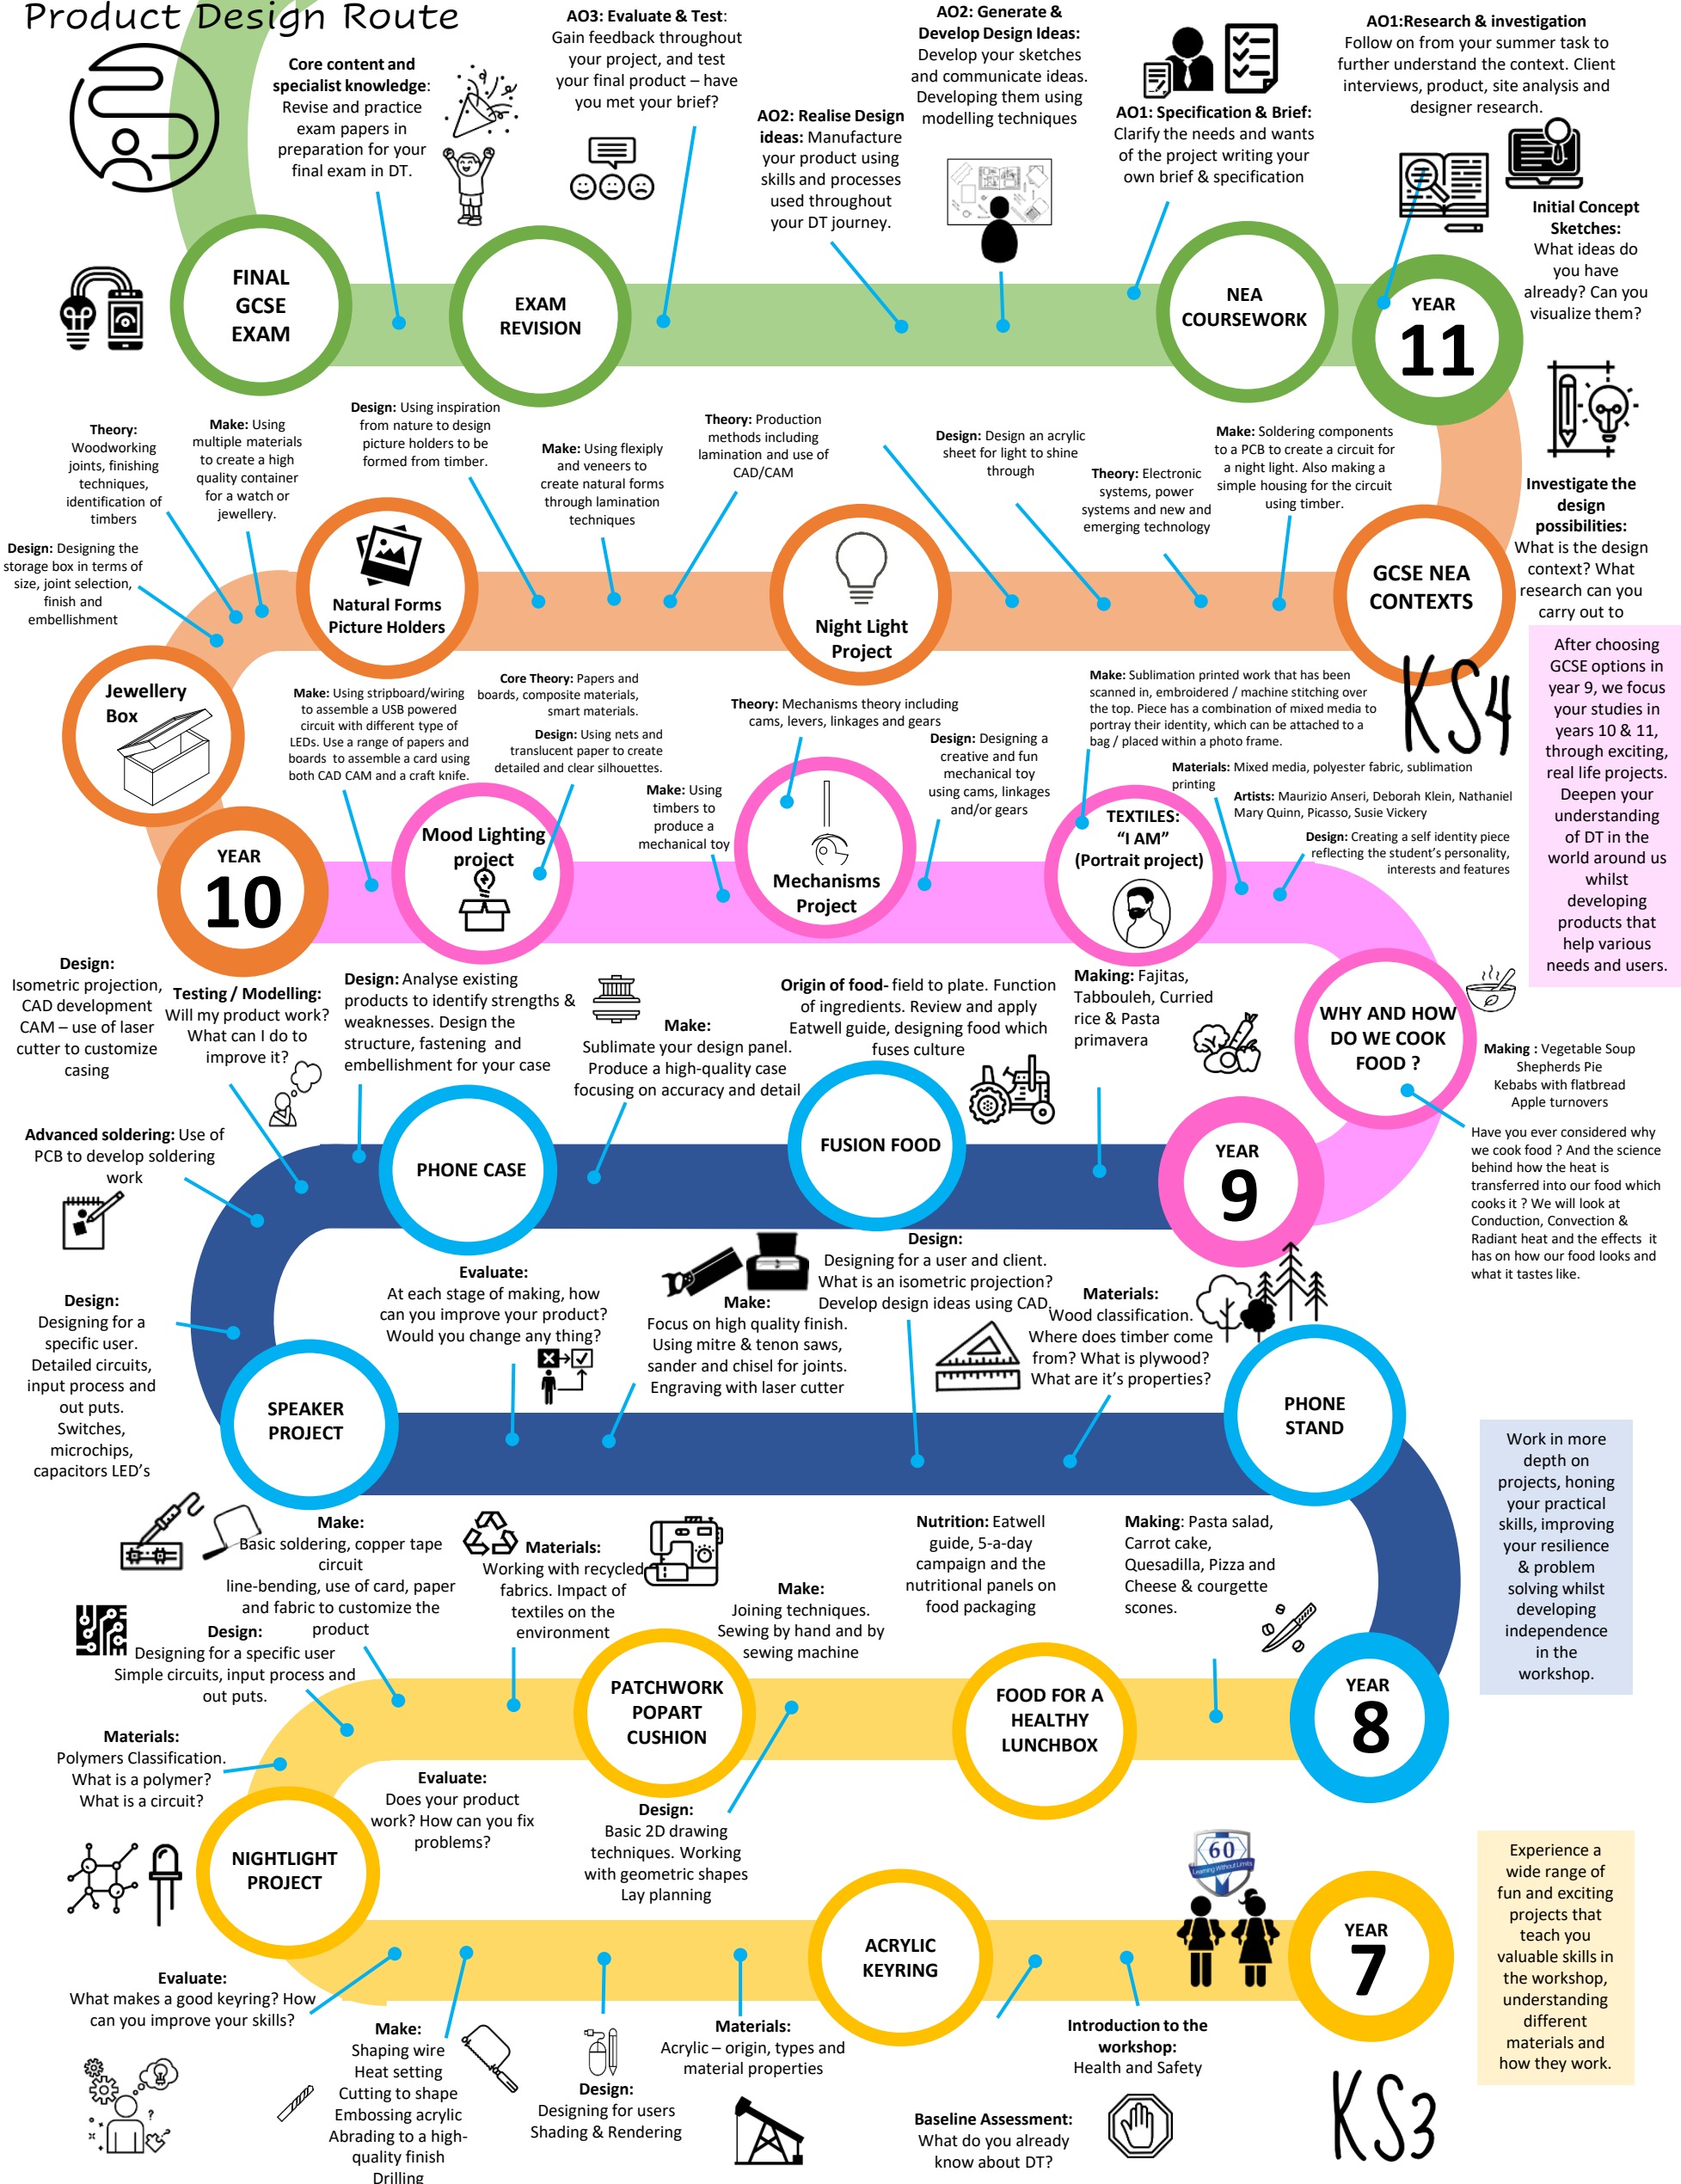 Product Design Route
Core content and
specialist knowledge:
Revise and practice
exam papers in
preparation for your
final exam in DT.
AO3: Evaluate & Test:
Gain feedback throughout
your project, and test
your final product – have
you met your brief?
AO2: Realise Design
ideas: Manufacture
your product using
skills and processes
used throughout
your DT journey.
AO2: Generate &
Develop Design Ideas:
Develop your sketches
and communicate ideas.
Developing them using
modelling techniques
AO1: Specification & Brief:
Clarify the needs and wants
of the project writing your
own brief & specification
AO1:Research & investigation
Follow on from your summer task to
further understand the context. Client
interviews, product, site analysis and
designer research.
Initial Concept
Sketches:
What ideas do
you have
already? Can you
visualize them?
FINAL
GCSE
EXAM
EXAM
REVISION
NEA
COURSEWORK
YEAR
11
Theory:
Woodworking
joints, finishing
techniques,
identification of
timbers
Make: Using
multiple materials
to create a high
quality container
for a watch or
jewellery.
Design: Using inspiration
from nature to design
picture holders to be
formed from timber.
Make: Using flexiply
and veneers to
create natural forms
through lamination
techniques
Theory: Production
methods including
lamination and use of
CAD/CAM
Design: Design an acrylic
sheet for light to shine
through
Theory: Electronic
systems, power
systems and new and
emerging technology
Make: Soldering components
to a PCB to create a circuit for
a night light. Also making a
simple housing for the circuit
using timber.
Investigate the
design
possibilities:
What is the design
context? What
research can you
carry out to
Design: Designing the
storage box in terms of
size, joint selection,
finish and
embellishment
Natural Forms
Picture Holders
Night Light
Project
GCSE NEA
CONTEXTS
KS4
After choosing
GCSE options in
year 9, we focus
your studies in
years 10 & 11,
through exciting,
real life projects.
Deepen your
understanding
of DT in the
world around us
whilst
developing
products that
help various
needs and users.
Jewellery
Box
Make: Using stripboard/wiring
to assemble a USB powered
circuit with different type of
LEDs. Use a range of papers and
boards to assemble a card using
both CAD CAM and a craft knife.
Core Theory: Papers and
boards, composite materials,
smart materials.
Design: Using nets and
translucent paper to create
detailed and clear silhouettes.
Make: Using
timbers to
produce a
mechanical toy
Theory: Mechanisms theory including
cams, levers, linkages and gears
Design: Designing a
creative and fun
mechanical toy
using cams, linkages
and/or gears
Make: Sublimation printed work that has been
scanned in, embroidered / machine stitching over
the top. Piece has a combination of mixed media to
portray their identity, which can be attached to a
bag / placed within a photo frame.
Materials: Mixed media, polyester fabric, sublimation
printing
Artists: Maurizio Anseri, Deborah Klein, Nathaniel
Mary Quinn, Picasso, Susie Vickery
Design: Creating a self identity piece
reflecting the student's personality,
interests and features
YEAR
10
Mood Lighting
project
Mechanisms
Project
TEXTILES:
"I AM"
(Portrait project)
WHY AND HOW
DO WE COOK
FOOD ?
Making : Vegetable Soup
Shepherds Pie
Kebabs with flatbread
Apple turnovers
Have you ever considered why
we cook food ? And the science
behind how the heat is
transferred into our food which
cooks it ? We will look at
Conduction, Convection &
Radiant heat and the effects it
has on how our food looks and
what it tastes like.
Design:
Isometric projection,
CAD development
CAM – use of laser
cutter to customize
casing
Testing / Modelling:
Will my product work?
What can I do to
improve it?
Design: Analyse existing
products to identify strengths &
weaknesses. Design the
structure, fastening and
embellishment for your case
Make:
Sublimate your design panel.
Produce a high-quality case
focusing on accuracy and detail
Origin of food- field to plate. Function
of ingredients. Review and apply
Eatwell guide, designing food which
fuses culture
Making: Fajitas,
Tabbouleh, Curried
rice & Pasta
primavera
Advanced soldering: Use of
PCB to develop soldering
work
PHONE CASE
FUSION FOOD
YEAR
9
Design:
Designing for a
specific user.
Detailed circuits,
input process and
out puts.
Switches,
microchips,
capacitors LED's
Evaluate:
At each stage of making, how
can you improve your product?
Would you change any thing?
Make:
Focus on high quality finish.
Using mitre & tenon saws,
sander and chisel for joints.
Engraving with laser cutter
Design:
Designing for a user and client.
What is an isometric projection?
Develop design ideas using CAD.
Materials:
Wood classification.
Where does timber come
from? What is plywood?
What are it's properties?
SPEAKER
PROJECT
PHONE
STAND
Work in more
depth on
projects, honing
your practical
skills, improving
your resilience
& problem
solving whilst
developing
independence
in the
workshop.
Make:
Basic soldering, copper tape
circuit
line-bending, use of card, paper
and fabric to customize the
product
Materials:
Working with recycled
fabrics. Impact of
textiles on the
environment
Make:
Joining techniques.
Sewing by hand and by
sewing machine
Nutrition: Eatwell
guide, 5-a-day
campaign and the
nutritional panels on
food packaging
Making: Pasta salad,
Carrot cake,
Quesadilla, Pizza and
Cheese & courgette
scones.
Design:
Designing for a specific user
Simple circuits, input process and
out puts.
Materials:
Polymers Classification.
What is a polymer?
What is a circuit?
PATCHWORK
POPART
CUSHION
FOOD FOR A
HEALTHY
LUNCHBOX
YEAR
8
Evaluate:
Does your product
work? How can you fix
problems?
Design:
Basic 2D drawing
techniques. Working
with geometric shapes
Lay planning
NIGHTLIGHT
PROJECT
60
Learning Without Limits
ACRYLIC
KEYRING
YEAR
7
Experience a
wide range of
fun and exciting
projects that
teach you
valuable skills in
the workshop,
understanding
different
materials and
how they work.
Evaluate:
What makes a good keyring? How
can you improve your skills?
Make:
Shaping wire
Heat setting
Cutting to shape
Embossing acrylic
Abrading to a high-
quality finish
Drilling
Design:
Designing for users
Shading & Rendering
Materials:
Acrylic – origin, types and
material properties
Baseline Assessment:
What do you already
know about DT?
Introduction to the
workshop:
Health and Safety
KS3